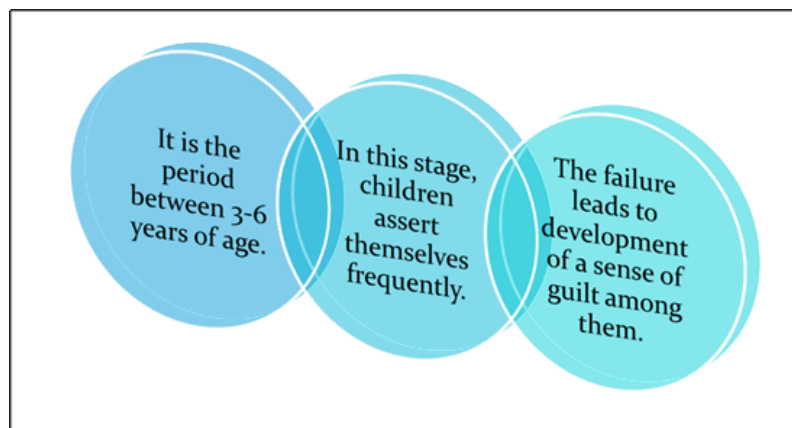 It is the
period
between 3-6
years of age.
In this stage,
children
assert
themselves
frequently.
The failure
leads to
development
of a sense of
guilt among
them.